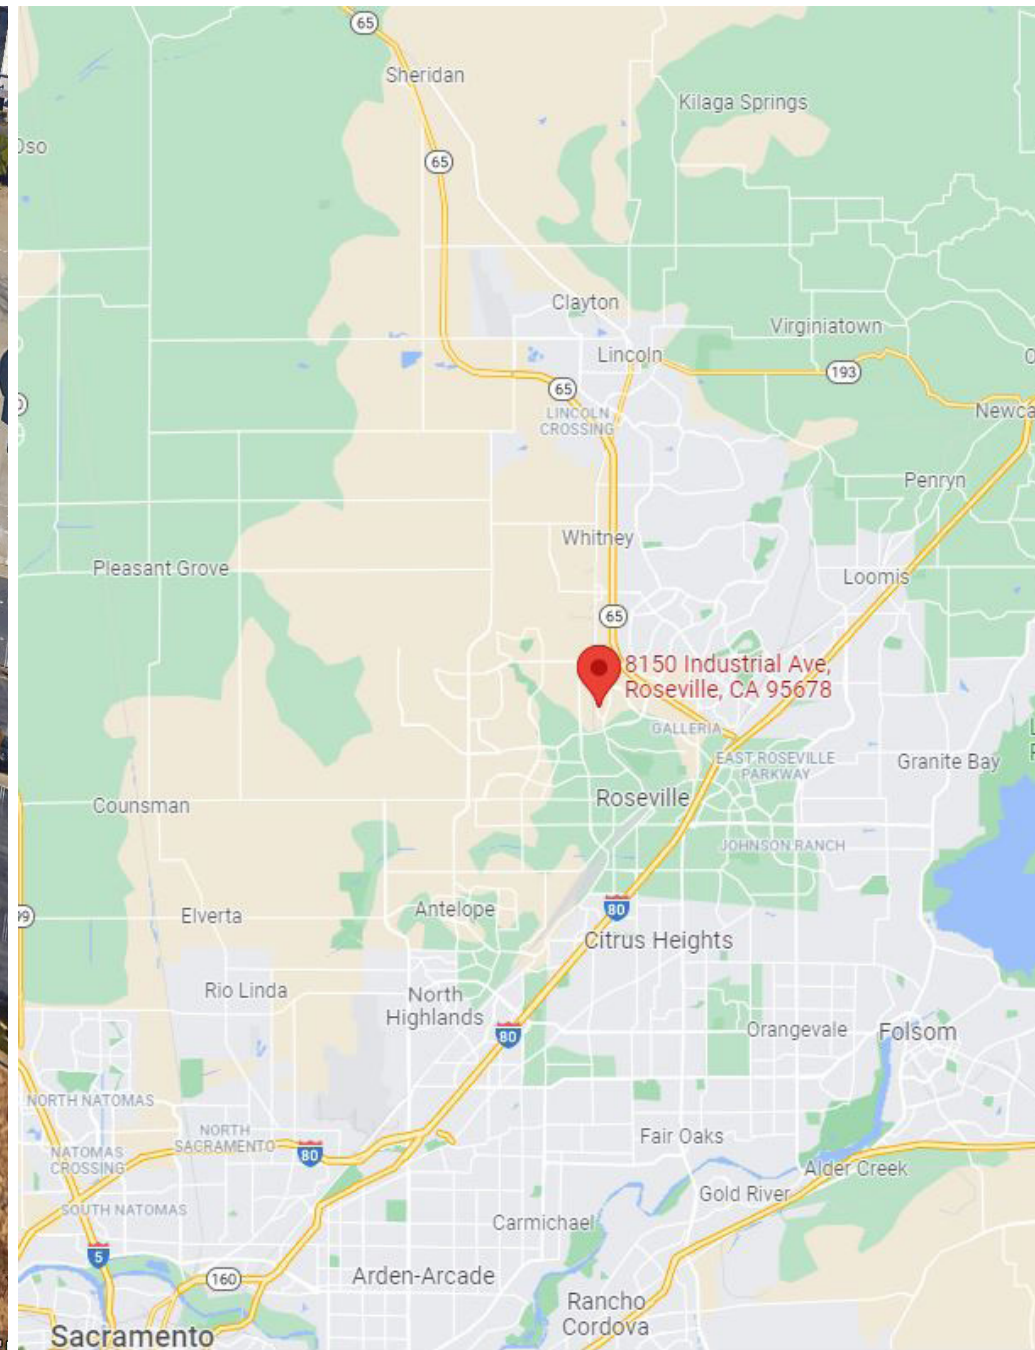 65
Sheridan
Kilaga Springs
65
Clayton
Virginiatown
Lincoln
193
65
LINCOLN
CROSSING
Penryn
Whitney
Pleasant Grove
Loomis
65
8150 Industrial Ave,
Roseville, CA 95678
GALLERIA
EAST ROSEVILLE
PARKWAY
Granite Bay
Roseville
Counsman
JOHNSON RANCH
Antelope
80
Elverta
Citrus Heights
Rio Linda
North
Highlands
80
Orangevale
Folsom
NORTH NATOMAS
NORTH
SACRAMENTO
Fair Oaks
80
NATOMAS
CROSSING
Alder Creek
Gold River
SOUTH NATOMAS
Carmichael
5
160
Arden-Arcade
Rancho
Cordova
Sacramento